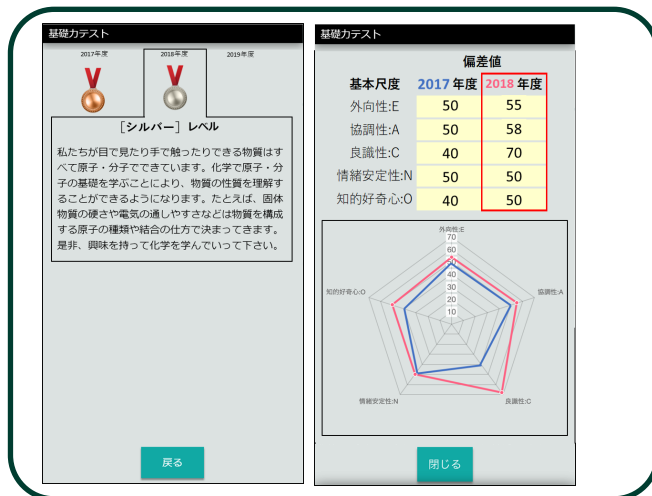 基礎力テスト
2017年度 2018年度 2019年度
［シルバー］レベル
私たちが目で見たり手で触ったりできる物質はす
べて原子・分子でできています。化学で原子・分
子の基礎を学ぶことにより、物質の性質を理解す
ることができるようになります。たとえば、固体
物質の硬さや電気の通しやすさなどは物質を構成
する原子の種類や結合の仕方で決まってきます。
是非、興味を持って化学を学んでいって下さい。
戻る
基礎力テスト
偏差値
基本尺度 2017 年度 2018 年度
外向性:E 50 55
協調性:A 50 58
良識性:C 40 70
情緒安定性:N 50 50
知的好奇心:O 40 50
外向性:E
70
60
50
40
30
20
10
知的好奇心:O
協調性:A
情緒安定性:N
良識性:C
閉じる